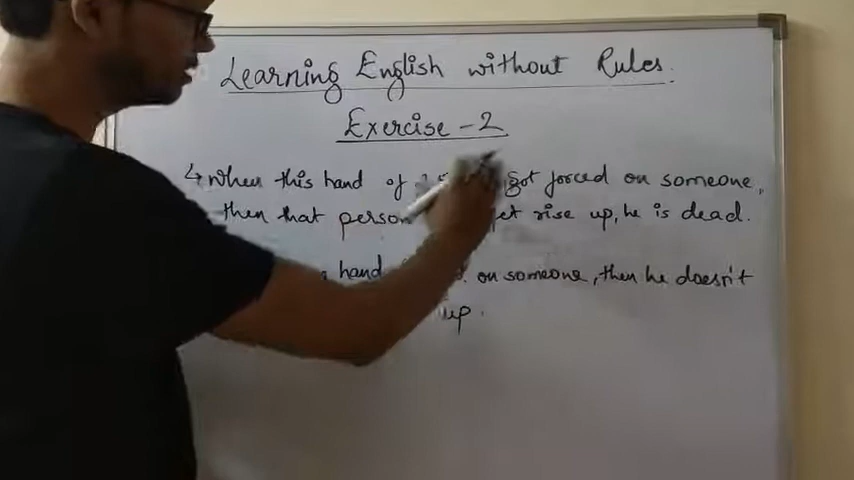 Learning English without Rules.
Exercise - 2
↳ When this hand of got forced on someone,
then that person rise up, he is dead.
hand on someone, then he doesn't
up.